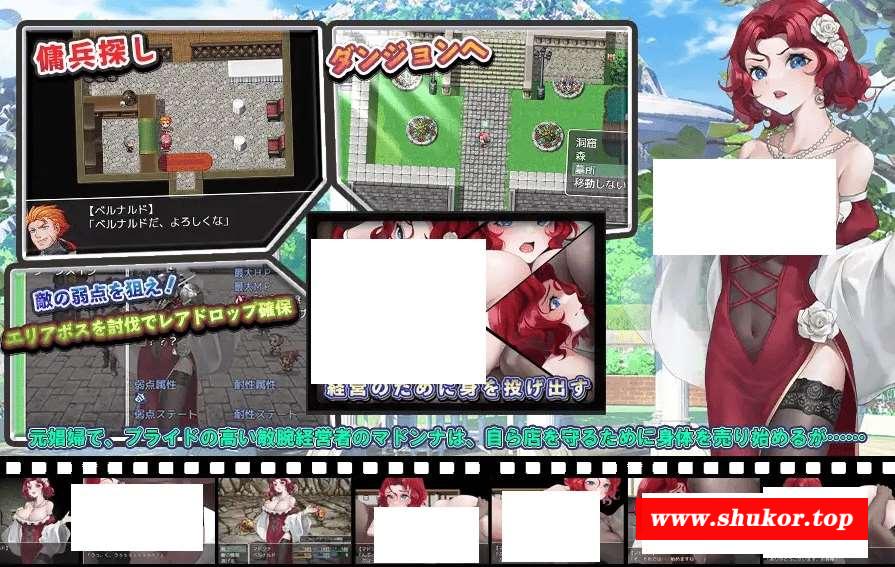 傭兵探し
ダンジョンへ
洞窟
森
墓所
移動しない
【ベルナルド】
「ベルナルドだ、よろしくな」
最大HP
最大MP
敵の弱点を狙え！
エリアボスを討伐でレアドロップ確保
？？？
弱点属性
耐性属性
弱点ステート
耐性ステート
経営のために身を投げ出す
元娼婦で、プライドの高い敏腕経営者のマドンナは、自ら店を守るために身体を売り始めるが……
www.shukor.top